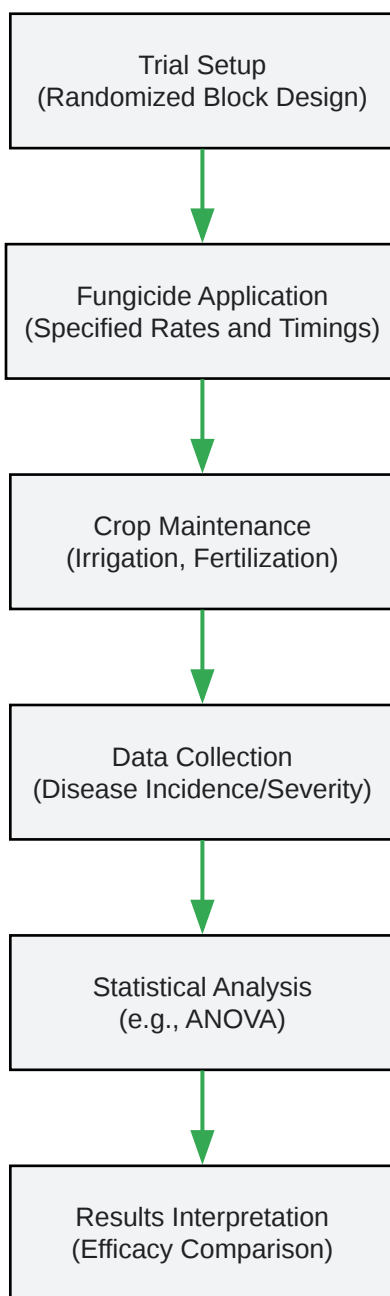 Trial Setup
(Randomized Block Design)
Fungicide Application
(Specified Rates and Timings)
Crop Maintenance
(Irrigation, Fertilization)
Data Collection
(Disease Incidence/Severity)
Statistical Analysis
(e.g., ANOVA)
Results Interpretation
(Efficacy Comparison)